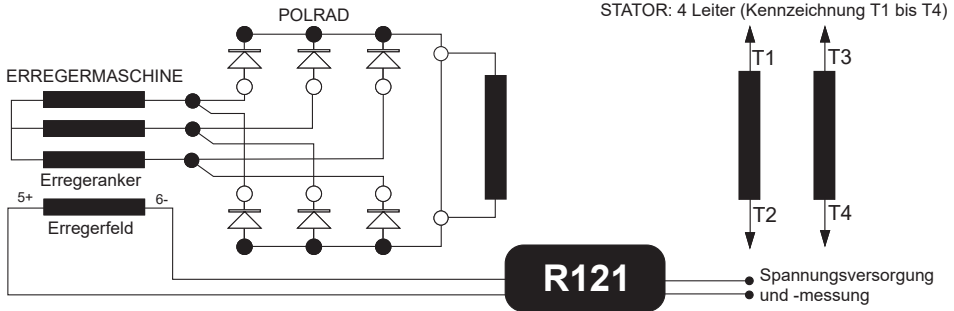 POLRAD
STATOR: 4 Leiter (Kennzeichnung T1 bis T4)
T1
T3
ERREGERMASCHINE
Erregeranker
5+
6-
Erregerfeld
T2
T4
R121
Spannungsversorgung
und -messung